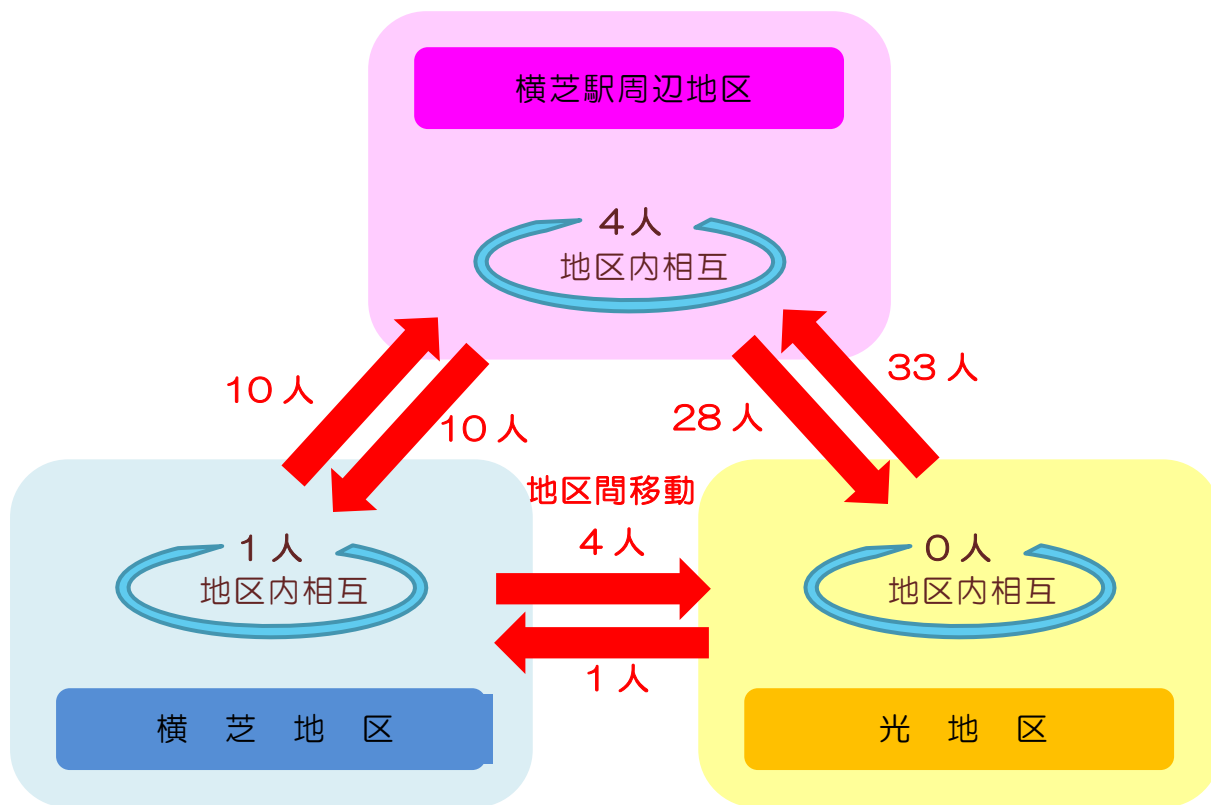 横芝駅周辺地区
4人
地区内相互
10人
10人
28人
33人
地区間移動
4人
1人
1人
地区内相互
0人
地区内相互
横芝地区
光地区